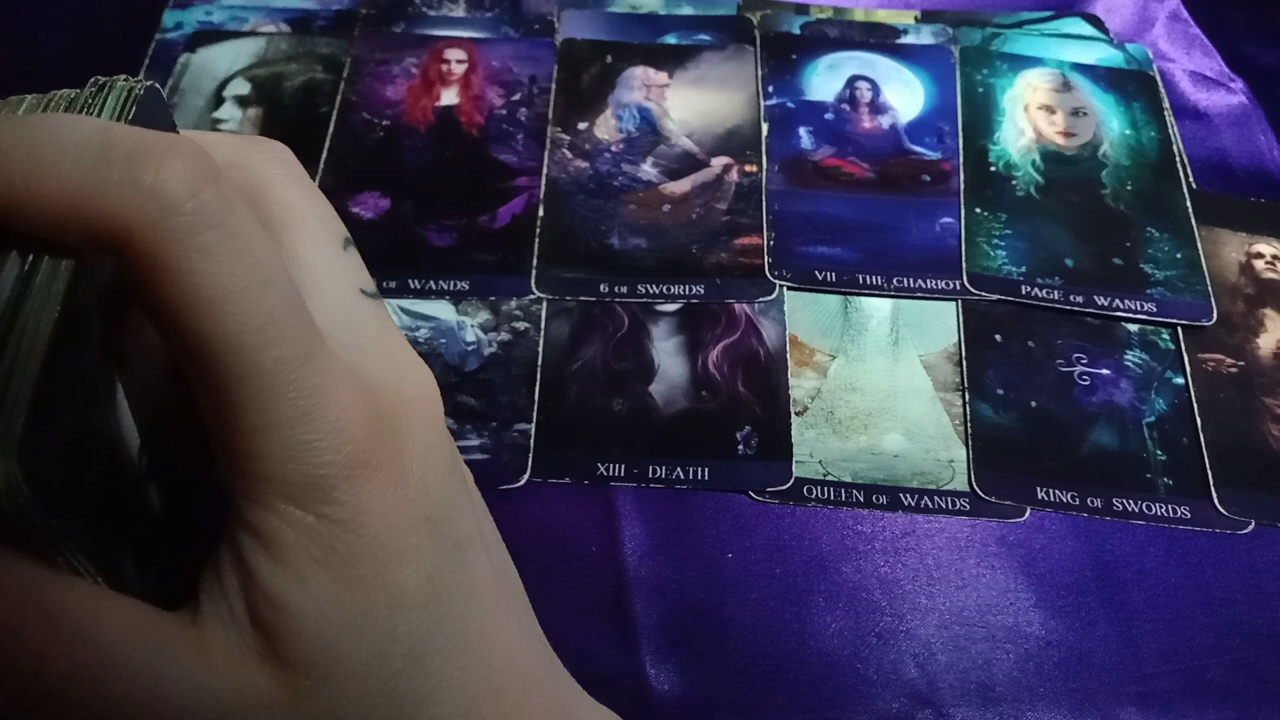 OF WANDS
6 OF SWORDS
VII - THE CHARIOT
PAGE OF WANDS
XIII - DEATH
QUEEN OF WANDS
KING OF SWORDS